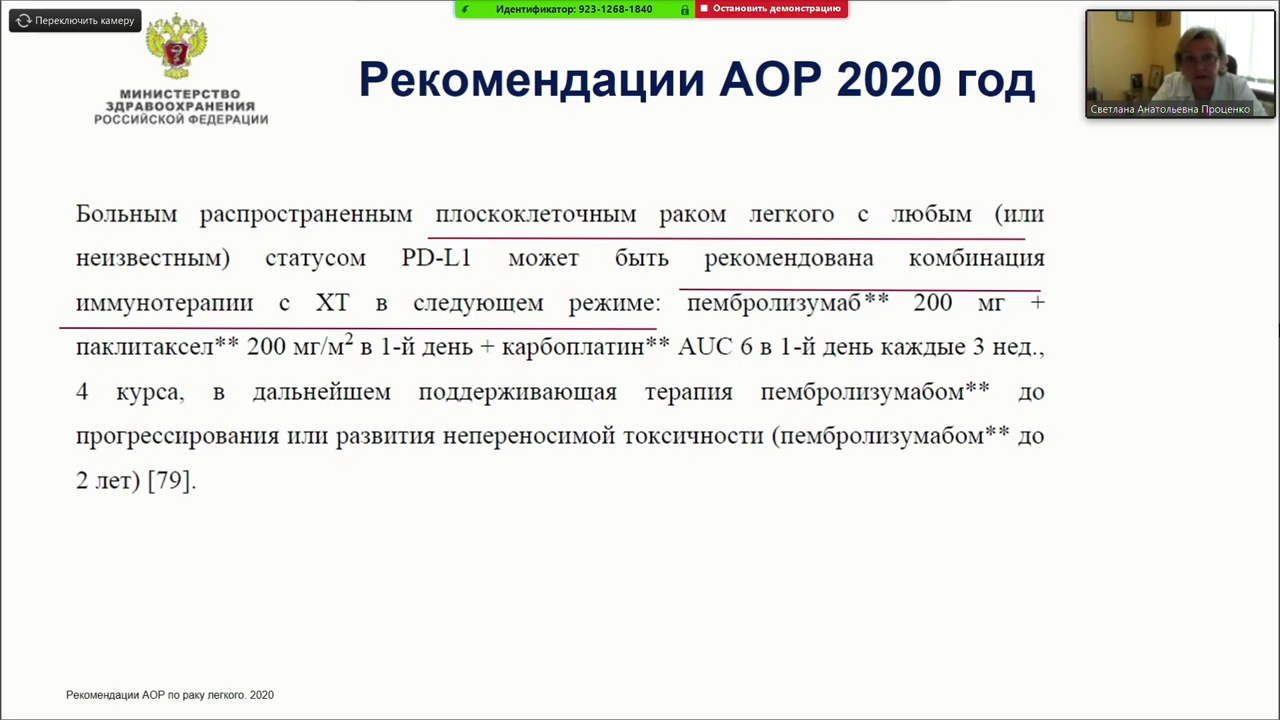 Переключить камеру
Идентификатор: 923-1268-1840
Остановить демонстрацию
МИНИСТЕРСТВО
ЗДРАВООХРАНЕНИЯ
РОССИЙСКОЙ ФЕДЕРАЦИИ
Рекомендации АОР 2020 год
Светлана Анатольевна Проценко
Больным распространенным плоскоклеточным раком легкого с любым (или
неизвестным) статусом PD-L1 может быть рекомендована комбинация
иммунотерапии с ХТ в следующем режиме: пембролизумаб** 200 мг +
паклитаксел** 200 мг/м² в 1-й день + карбоплатин** AUC 6 в 1-й день каждые 3 нед.,
4 курса, в дальнейшем поддерживающая терапия пембролизумабом** до
прогрессирования или развития непереносимой токсичности (пембролизумабом** до
2 лет) [79].
Рекомендации АОР по раку легкого. 2020